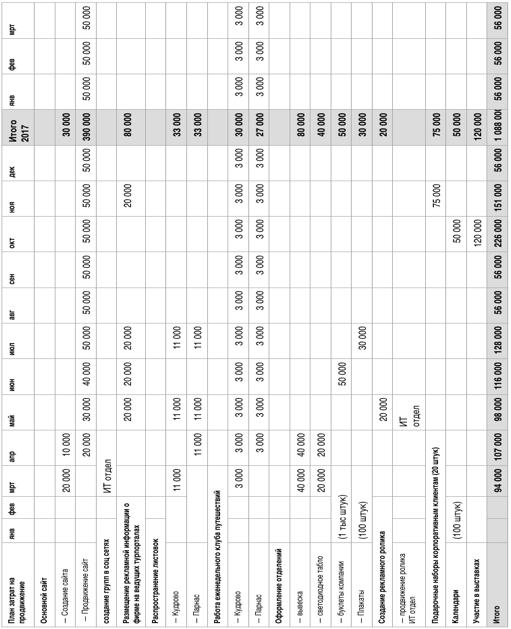 План затрат на продвижение янв фев мрт апр май июн июл авг сен окт ноя дек Итого 2017 янв фев мрт
Основной сайт
— Создание сайта 20 000 10 000 30 000
— Продвижение сайт 20 000 30 000 40 000 50 000 50 000 50 000 50 000 50 000 50 000 390 000 50 000 50 000 50 000
создание групп в соц сетях ИТ отдел
Размещение рекламной информации о фирме на ведущих турпорталах 20 000 20 000 20 000 20 000 80 000
Распространение листовок
— Кудрово 11 000 11 000 11 000 33 000
— Парнас 11 000 11 000 11 000 33 000
Работа еженедельного клуба путешествий
— Кудрово 3 000 3 000 3 000 3 000 3 000 3 000 3 000 3 000 3 000 3 000 30 000 3 000 3 000 3 000
— Парнас 3 000 3 000 3 000 3 000 3 000 3 000 3 000 3 000 3 000 27 000 3 000 3 000 3 000
Оформление отделений
— вывеска 40 000 40 000 80 000
— светодиодное табло 20 000 20 000 40 000
— буклеты компании (1 тыс штук) 50 000 50 000
— Плакаты (100 штук) 30 000 30 000
Создание рекламного ролика 20 000 20 000
— продвижение ролика ИТ отдел ИТ отдел
Подарочные наборы корпоративным клиентам (20 штук) 75 000 75 000
Календари (100 штук) 50 000 50 000
Участие в выставках 120 000 120 000
Итого 94 000 107 000 98 000 116 000 128 000 56 000 56 000 226 000 151 000 56 000 1 088 000 56 000 56 000 56 000